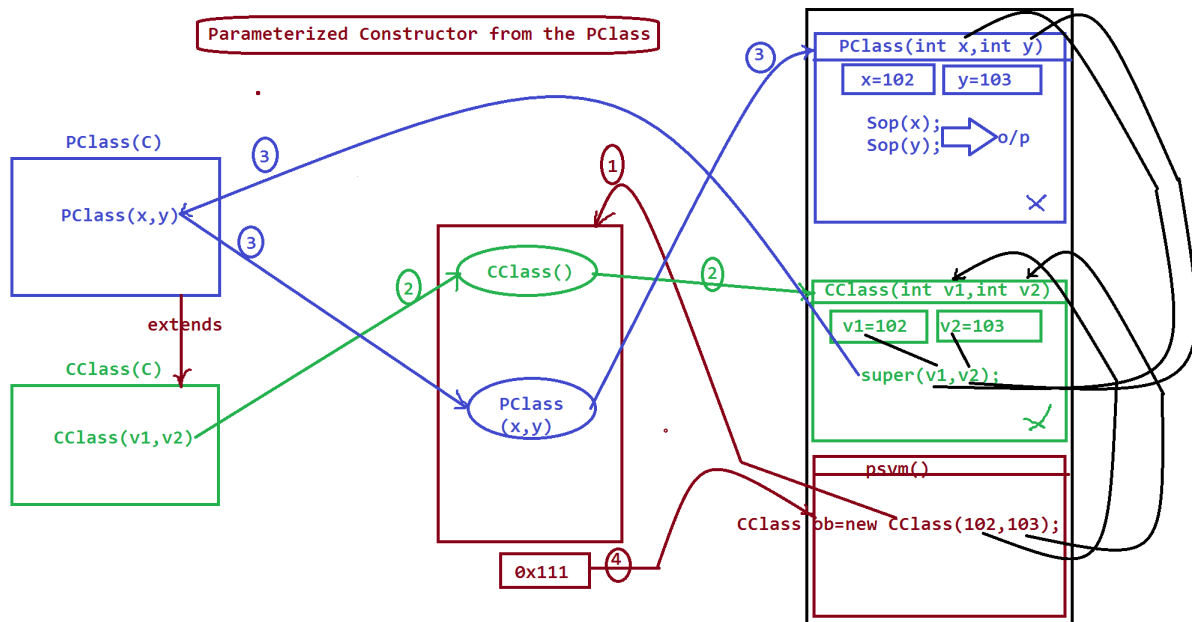 Parameterized Constructor from the PClass
PClass(C)
PClass(x,y)
3
3
extends
CClass(C)
CClass(v1,v2)
2
1
CClass()
2
PClass
(x,y)
0x111
4
3
PClass(int x,int y)
x=102
y=103
Sop(x);
Sop(y);
o/p
CClass(int v1,int v2)
v1=102
v2=103
super(v1,v2);
psvm()
CClass ob=new CClass(102,103);